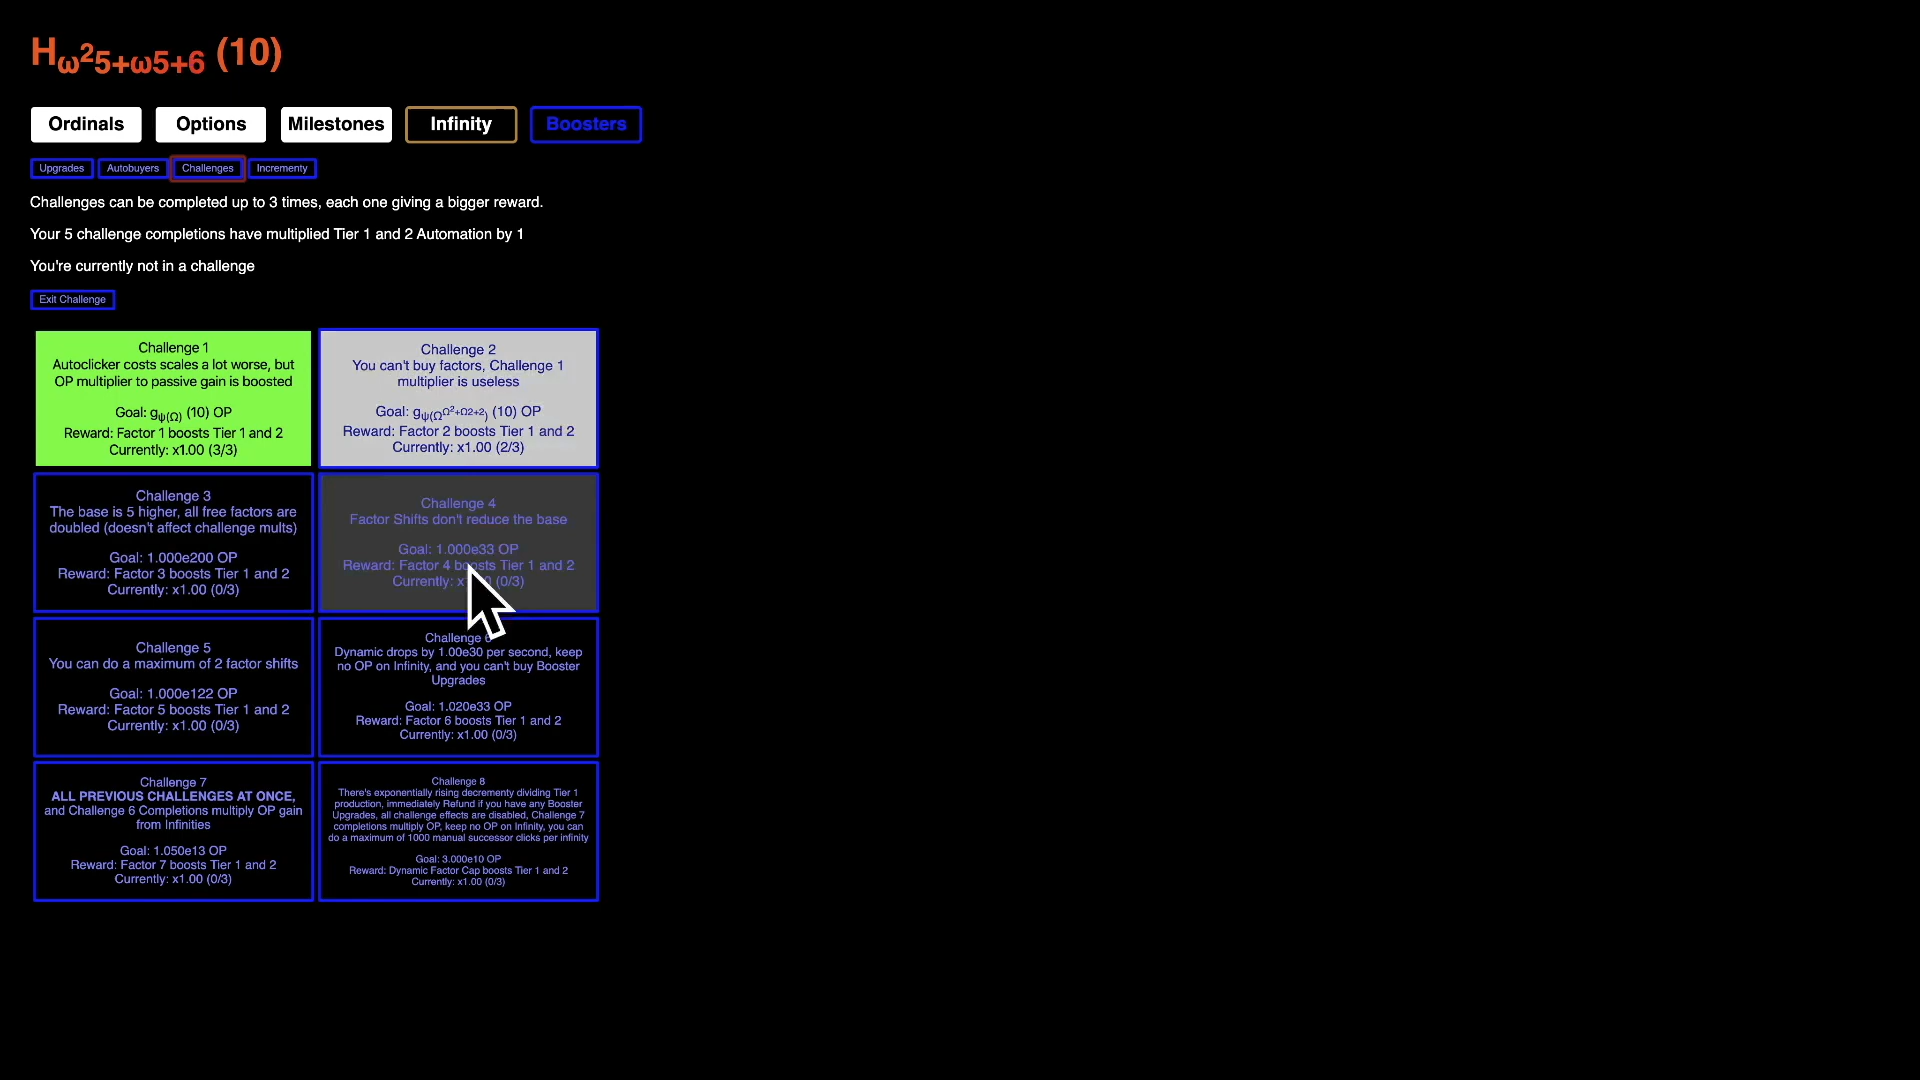 Hω²5+ω5+6 (10)
Ordinals Options Milestones Infinity Boosters
Upgrades Autobuyers Challenges Incrementy
Challenges can be completed up to 3 times, each one giving a bigger reward.
Your 5 challenge completions have multiplied Tier 1 and 2 Automation by 1
You're currently not in a challenge
Exit Challenge
Challenge 1
Autoclicker costs scales a lot worse, but
OP multiplier to passive gain is boosted
Goal: gψ(Ω) (10) OP
Reward: Factor 1 boosts Tier 1 and 2
Currently: x1.00 (3/3)
Challenge 2
You can't buy factors, Challenge 1
multiplier is useless
Goal: gψ(Ω^Ω²+Ω2+2) (10) OP
Reward: Factor 2 boosts Tier 1 and 2
Currently: x1.00 (2/3)
Challenge 3
The base is 5 higher, all free factors are
doubled (doesn't affect challenge mults)
Goal: 1.000e200 OP
Reward: Factor 3 boosts Tier 1 and 2
Currently: x1.00 (0/3)
Challenge 4
Factor Shifts don't reduce the base
Goal: 1.000e33 OP
Reward: Factor 4 boosts Tier 1 and 2
Currently: (0/3)
Challenge 5
You can do a maximum of 2 factor shifts
Goal: 1.000e122 OP
Reward: Factor 5 boosts Tier 1 and 2
Currently: x1.00 (0/3)
Challenge 6
Dynamic drops by 1.00e30 per second, keep
no OP on Infinity, and you can't buy Booster
Upgrades
Goal: 1.020e33 OP
Reward: Factor 6 boosts Tier 1 and 2
Currently: x1.00 (0/3)
Challenge 7
ALL PREVIOUS CHALLENGES AT ONCE,
and Challenge 6 Completions multiply OP gain
from Infinities
Goal: 1.050e13 OP
Reward: Factor 7 boosts Tier 1 and 2
Currently: x1.00 (0/3)
Challenge 8
There's exponentially rising decrementy dividing Tier 1
production, immediately Refund if you have any Booster
Upgrades, all challenge effects are disabled, Challenge 7
completions multiply OP, keep no OP on Infinity, you can
do a maximum of 1000 manual successor clicks per infinity
Goal: 3.000e10 OP
Reward: Dynamic Factor Cap boosts Tier 1 and 2
Currently: x1.00 (0/3)